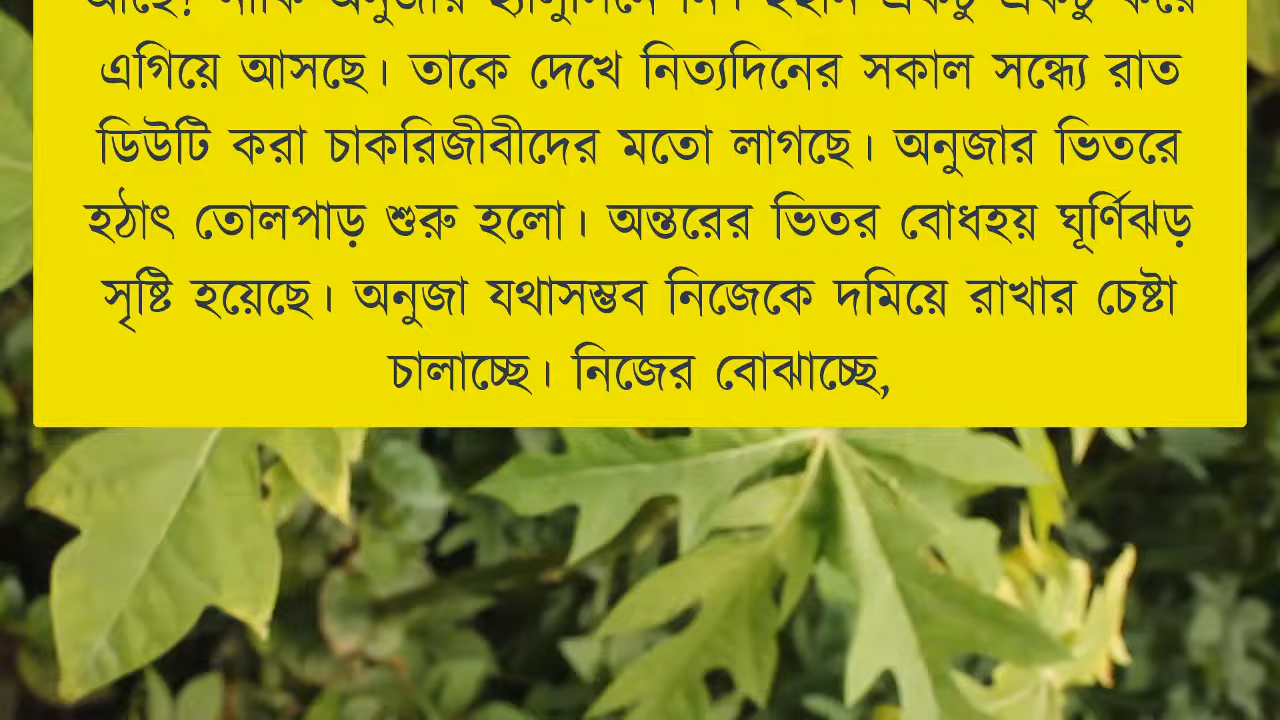 এগিয়ে আসছে। তাকে দেখে নিত্যদিনের সকাল সন্ধ্যে রাত
ডিউটি করা চাকরিজীবীদের মতো লাগছে। অনুজার ভিতরে
হঠাৎ তোলপাড় শুরু হলো। অন্তরের ভিতর বোধহয় ঘূর্ণিঝড়
সৃষ্টি হয়েছে। অনুজা যথাসম্ভব নিজেকে দমিয়ে রাখার চেষ্টা
চালাচ্ছে। নিজের বোঝাচ্ছে,